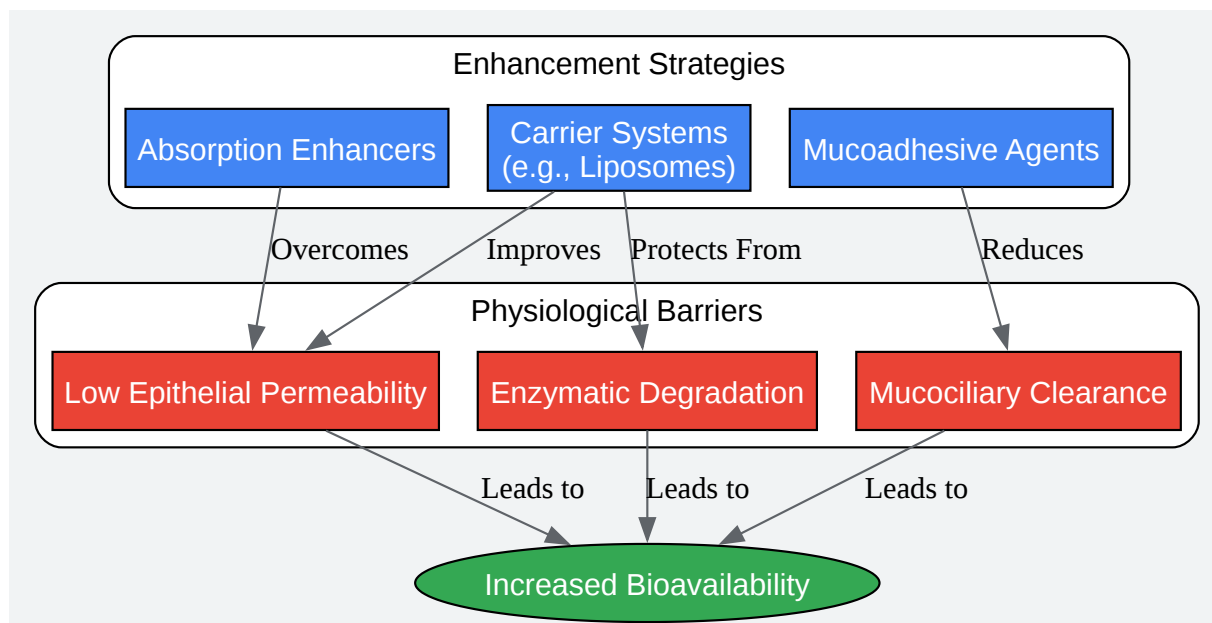 Enhancement Strategies
Absorption Enhancers
Carrier Systems
(e.g., Liposomes)
Mucoadhesive Agents
Overcomes
Improves
Protects From
Reduces
Physiological Barriers
Low Epithelial Permeability
Enzymatic Degradation
Mucociliary Clearance
Leads to
Leads to
Leads to
Increased Bioavailability